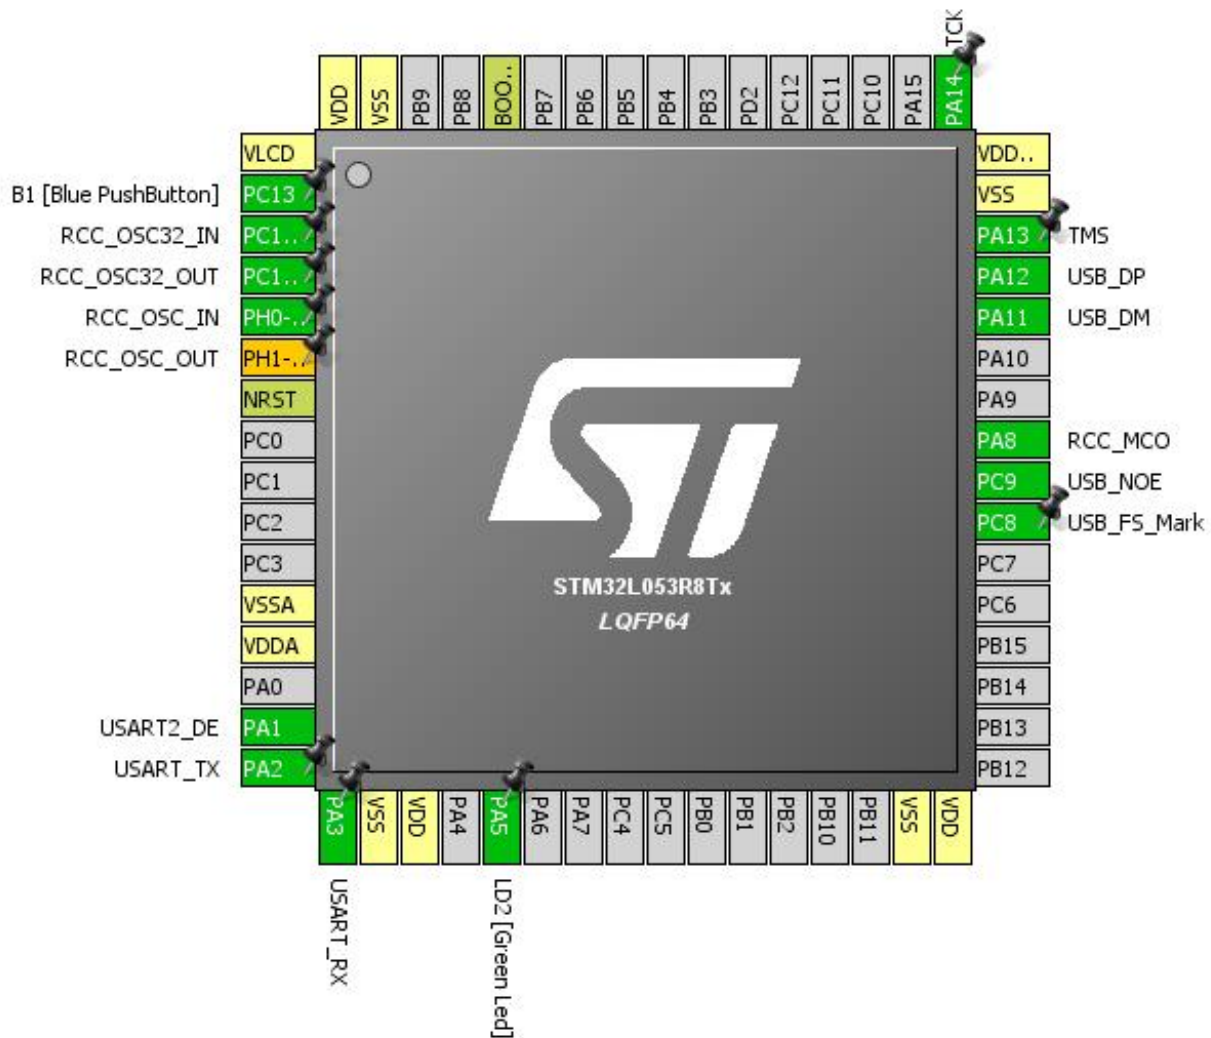 TCK
VDD
VSS
PB9
PB8
BOO..
PB7
PB6
PB5
PB4
PB3
PD2
PC12
PC11
PC10
PA15
PA14
VLCD
B1 [Blue PushButton] PC13
RCC_OSC32_IN PC1..
RCC_OSC32_OUT PC1..
RCC_OSC_IN PH0-..
RCC_OSC_OUT PH1-..
NRST
PC0
PC1
PC2
PC3
VSSA
VDDA
PA0
USART2_DE PA1
USART_TX PA2
ST
STM32L053R8Tx
LQFP64
VDD..
VSS
PA13 TMS
PA12 USB_DP
PA11 USB_DM
PA10
PA9
PA8 RCC_MCO
PC9 USB_NOE
PC8 USB_FS_Mark
PC7
PC6
PB15
PB14
PB13
PB12
PA3
VSS
VDD
PA4
PA5
PA6
PA7
PC4
PC5
PB0
PB1
PB2
PB10
PB11
VSS
VDD
USART_RX
LD2 [Green Led]